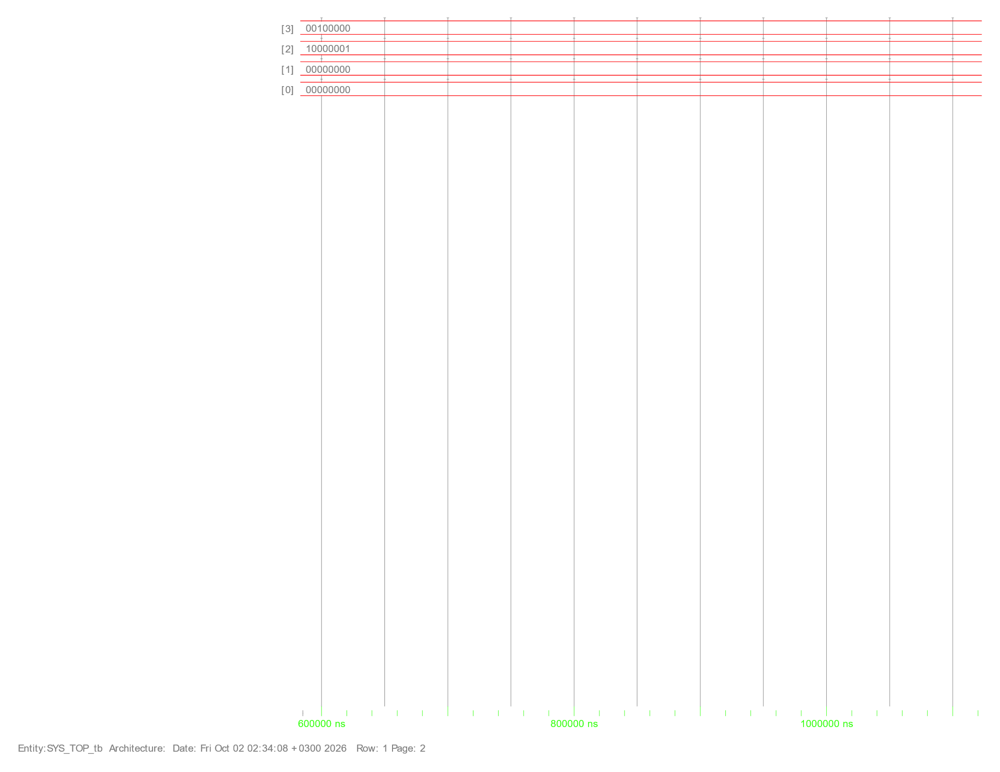 [3] 00100000
[2] 10000001
[1] 00000000
[0] 00000000
600000 ns 800000 ns 1000000 ns
Entity:SYS_TOP_tb Architecture: Date: Fri Oct 02 02:34:08 +0300 2026 Row: 1 Page: 2